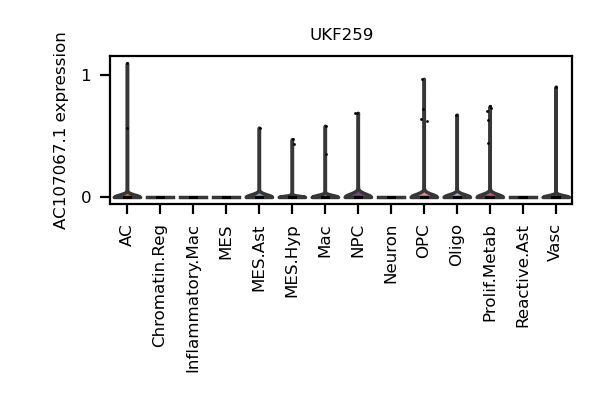 UKF259
AC107067.1 expression
1
0
AC
Chromatin.Reg
Inflammatory.Mac
MES
MES.Ast
MES.Hyp
Mac
NPC
Neuron
OPC
Oligo
Prolif.Metab
Reactive.Ast
Vasc